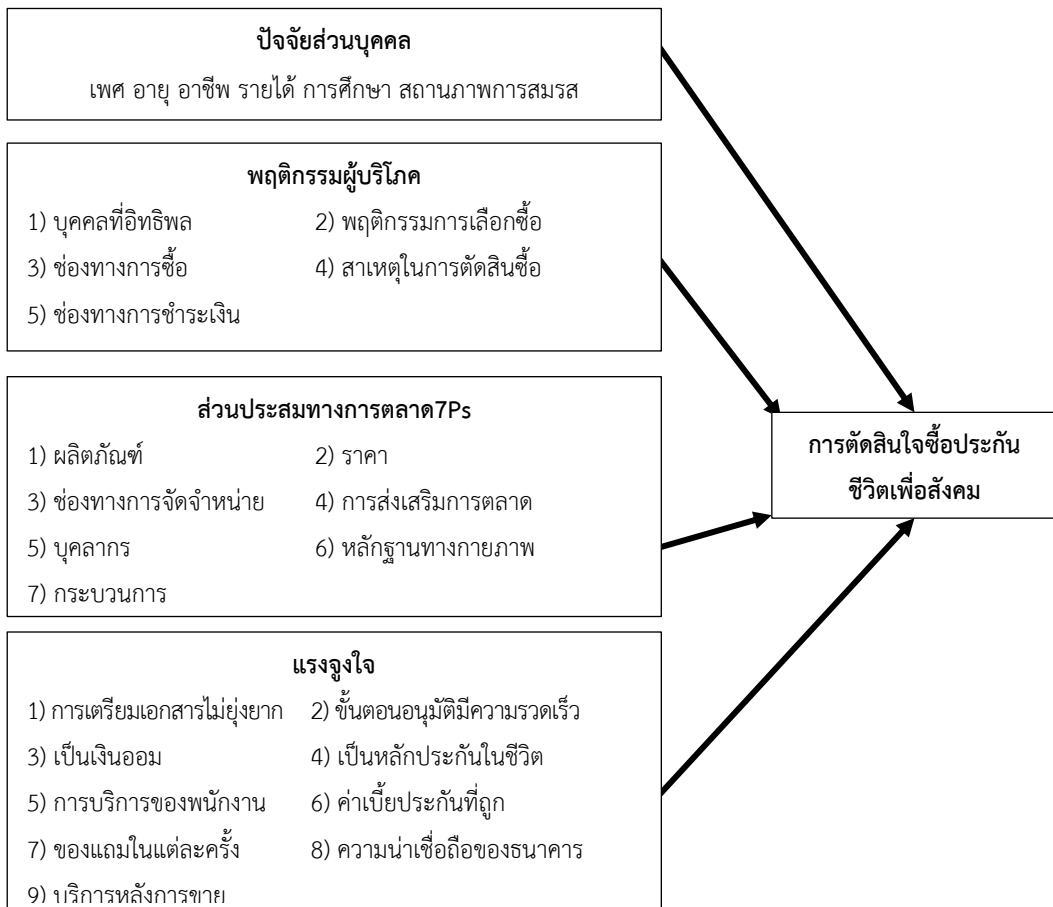 ปัจจัยส่วนบุคคล
เพศ อายุ อาชีพ รายได้ การศึกษา สถานภาพการสมรส
พฤติกรรมผู้บริโภค
1) บุคคลที่อิทธิพล 2) พฤติกรรมการเลือกซื้อ
3) ช่องทางการซื้อ 4) สาเหตุในการตัดสินซื้อ
5) ช่องทางการชำระเงิน
ส่วนประสมทางการตลาด7Ps
1) ผลิตภัณฑ์ 2) ราคา
3) ช่องทางการจัดจำหน่าย 4) การส่งเสริมการตลาด
5) บุคลากร 6) หลักฐานทางกายภาพ
7) กระบวนการ
แรงจูงใจ
1) การเตรียมเอกสารไม่ยุ่งยาก 2) ขั้นตอนอนุมัติมีความรวดเร็ว
3) เป็นเงินออม 4) เป็นหลักประกันในชีวิต
5) การบริการของพนักงาน 6) ค่าเบี้ยประกันที่ถูก
7) ของแถมในแต่ละครั้ง 8) ความน่าเชื่อถือของธนาคาร
9) บริการหลังการขาย
การตัดสินใจซื้อประกัน
ชีวิตเพื่อสังคม